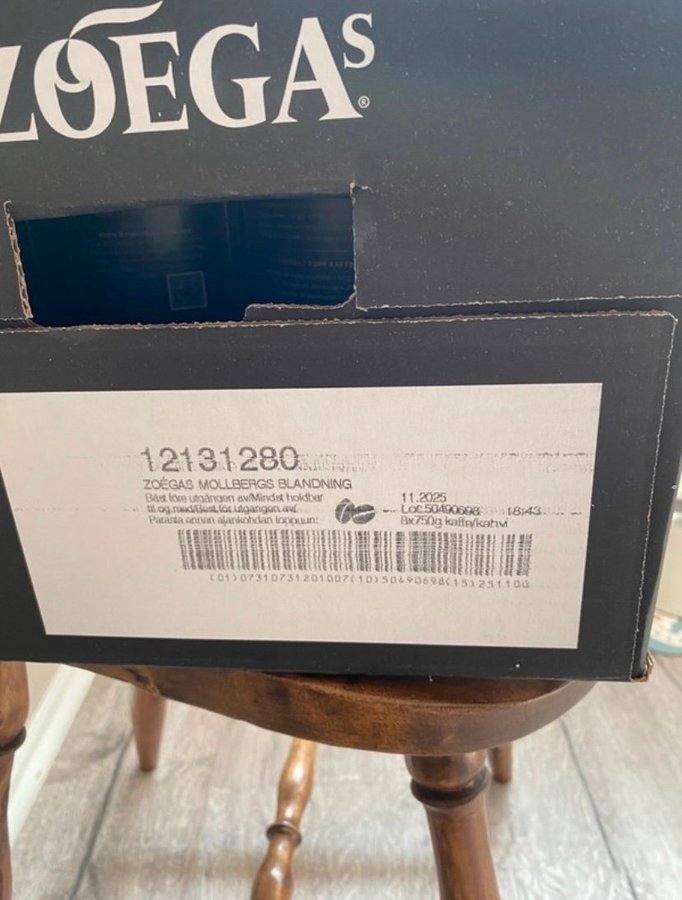 ZOÉGAS®
12131280
ZOÉGAS MOLLBERGS BLANDNING
Bäst före utgången av/Mindst holdbar
til og med/Best før utgangen av/
Parasta ennen ajankohdan loppuun:
11.2025
Lot: 50490698 18:43
8x750g kaffe/kahvi
(01)07310731201007(10)50490698(15)251100